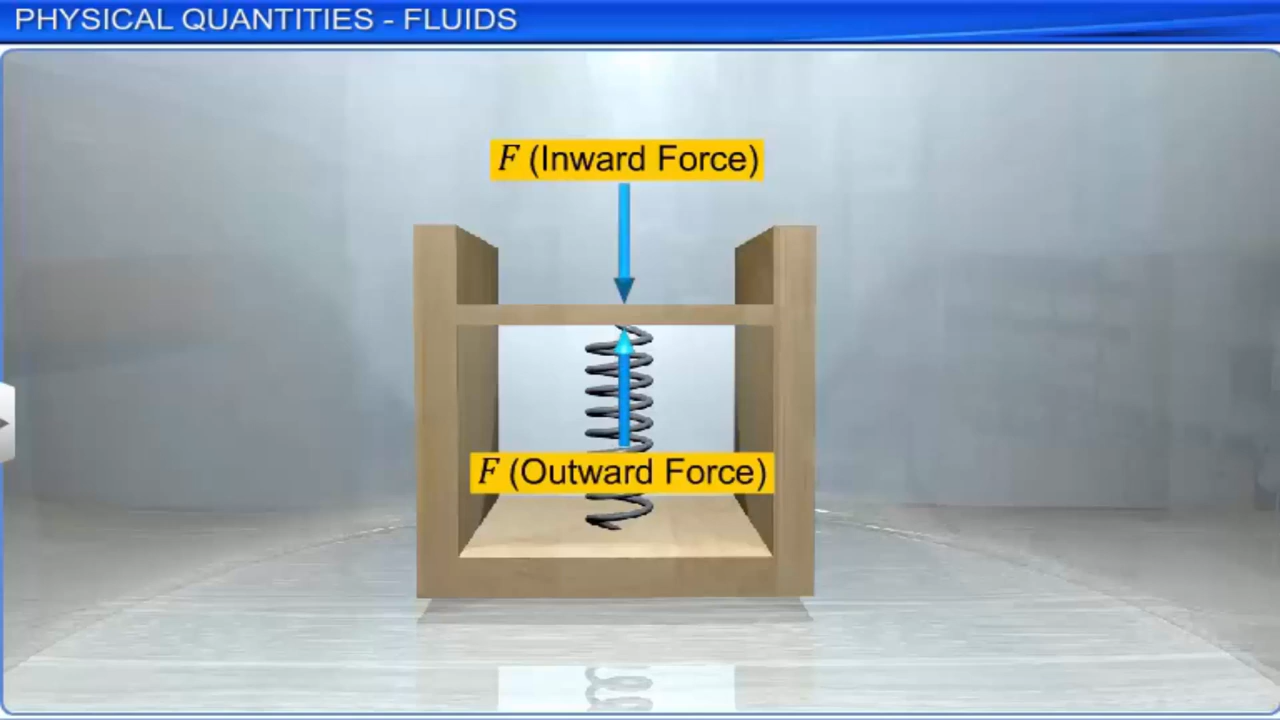 PHYSICAL QUANTITIES - FLUIDS
F (Inward Force)
F (Outward Force)